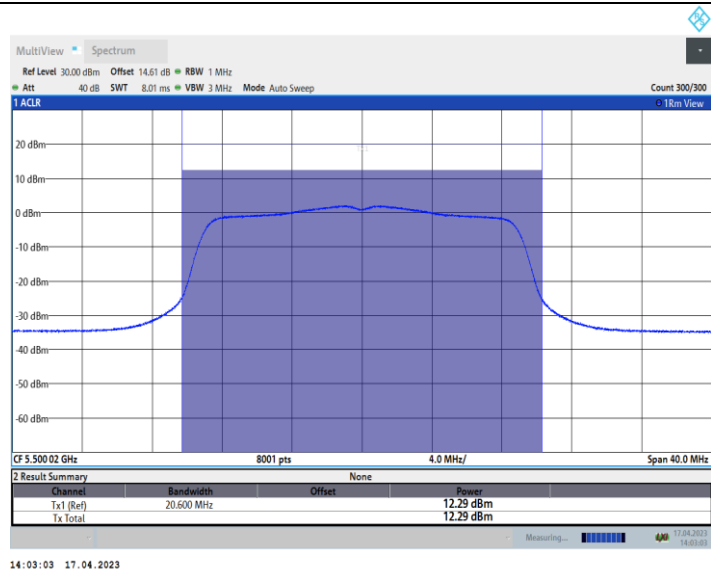 MultiView Spectrum
Ref Level 30.00 dBm Offset 14.61 dB RBW 1 MHz
Att 40 dB SWT 8.01 ms VBW 3 MHz Mode Auto Sweep Count 300/300
1 ACLR 1Rm View
20 dBm
10 dBm
0 dBm
-10 dBm
-20 dBm
-30 dBm
-40 dBm
-50 dBm
-60 dBm
CF 5.500 02 GHz 8001 pts 4.0 MHz/ Span 40.0 MHz
2 Result Summary None
Channel Bandwidth Offset Power
Tx1 (Ref) 20.600 MHz 12.29 dBm
Tx Total 12.29 dBm
Measuring... 17.04.2023
14:03:03
14:03:03 17.04.2023